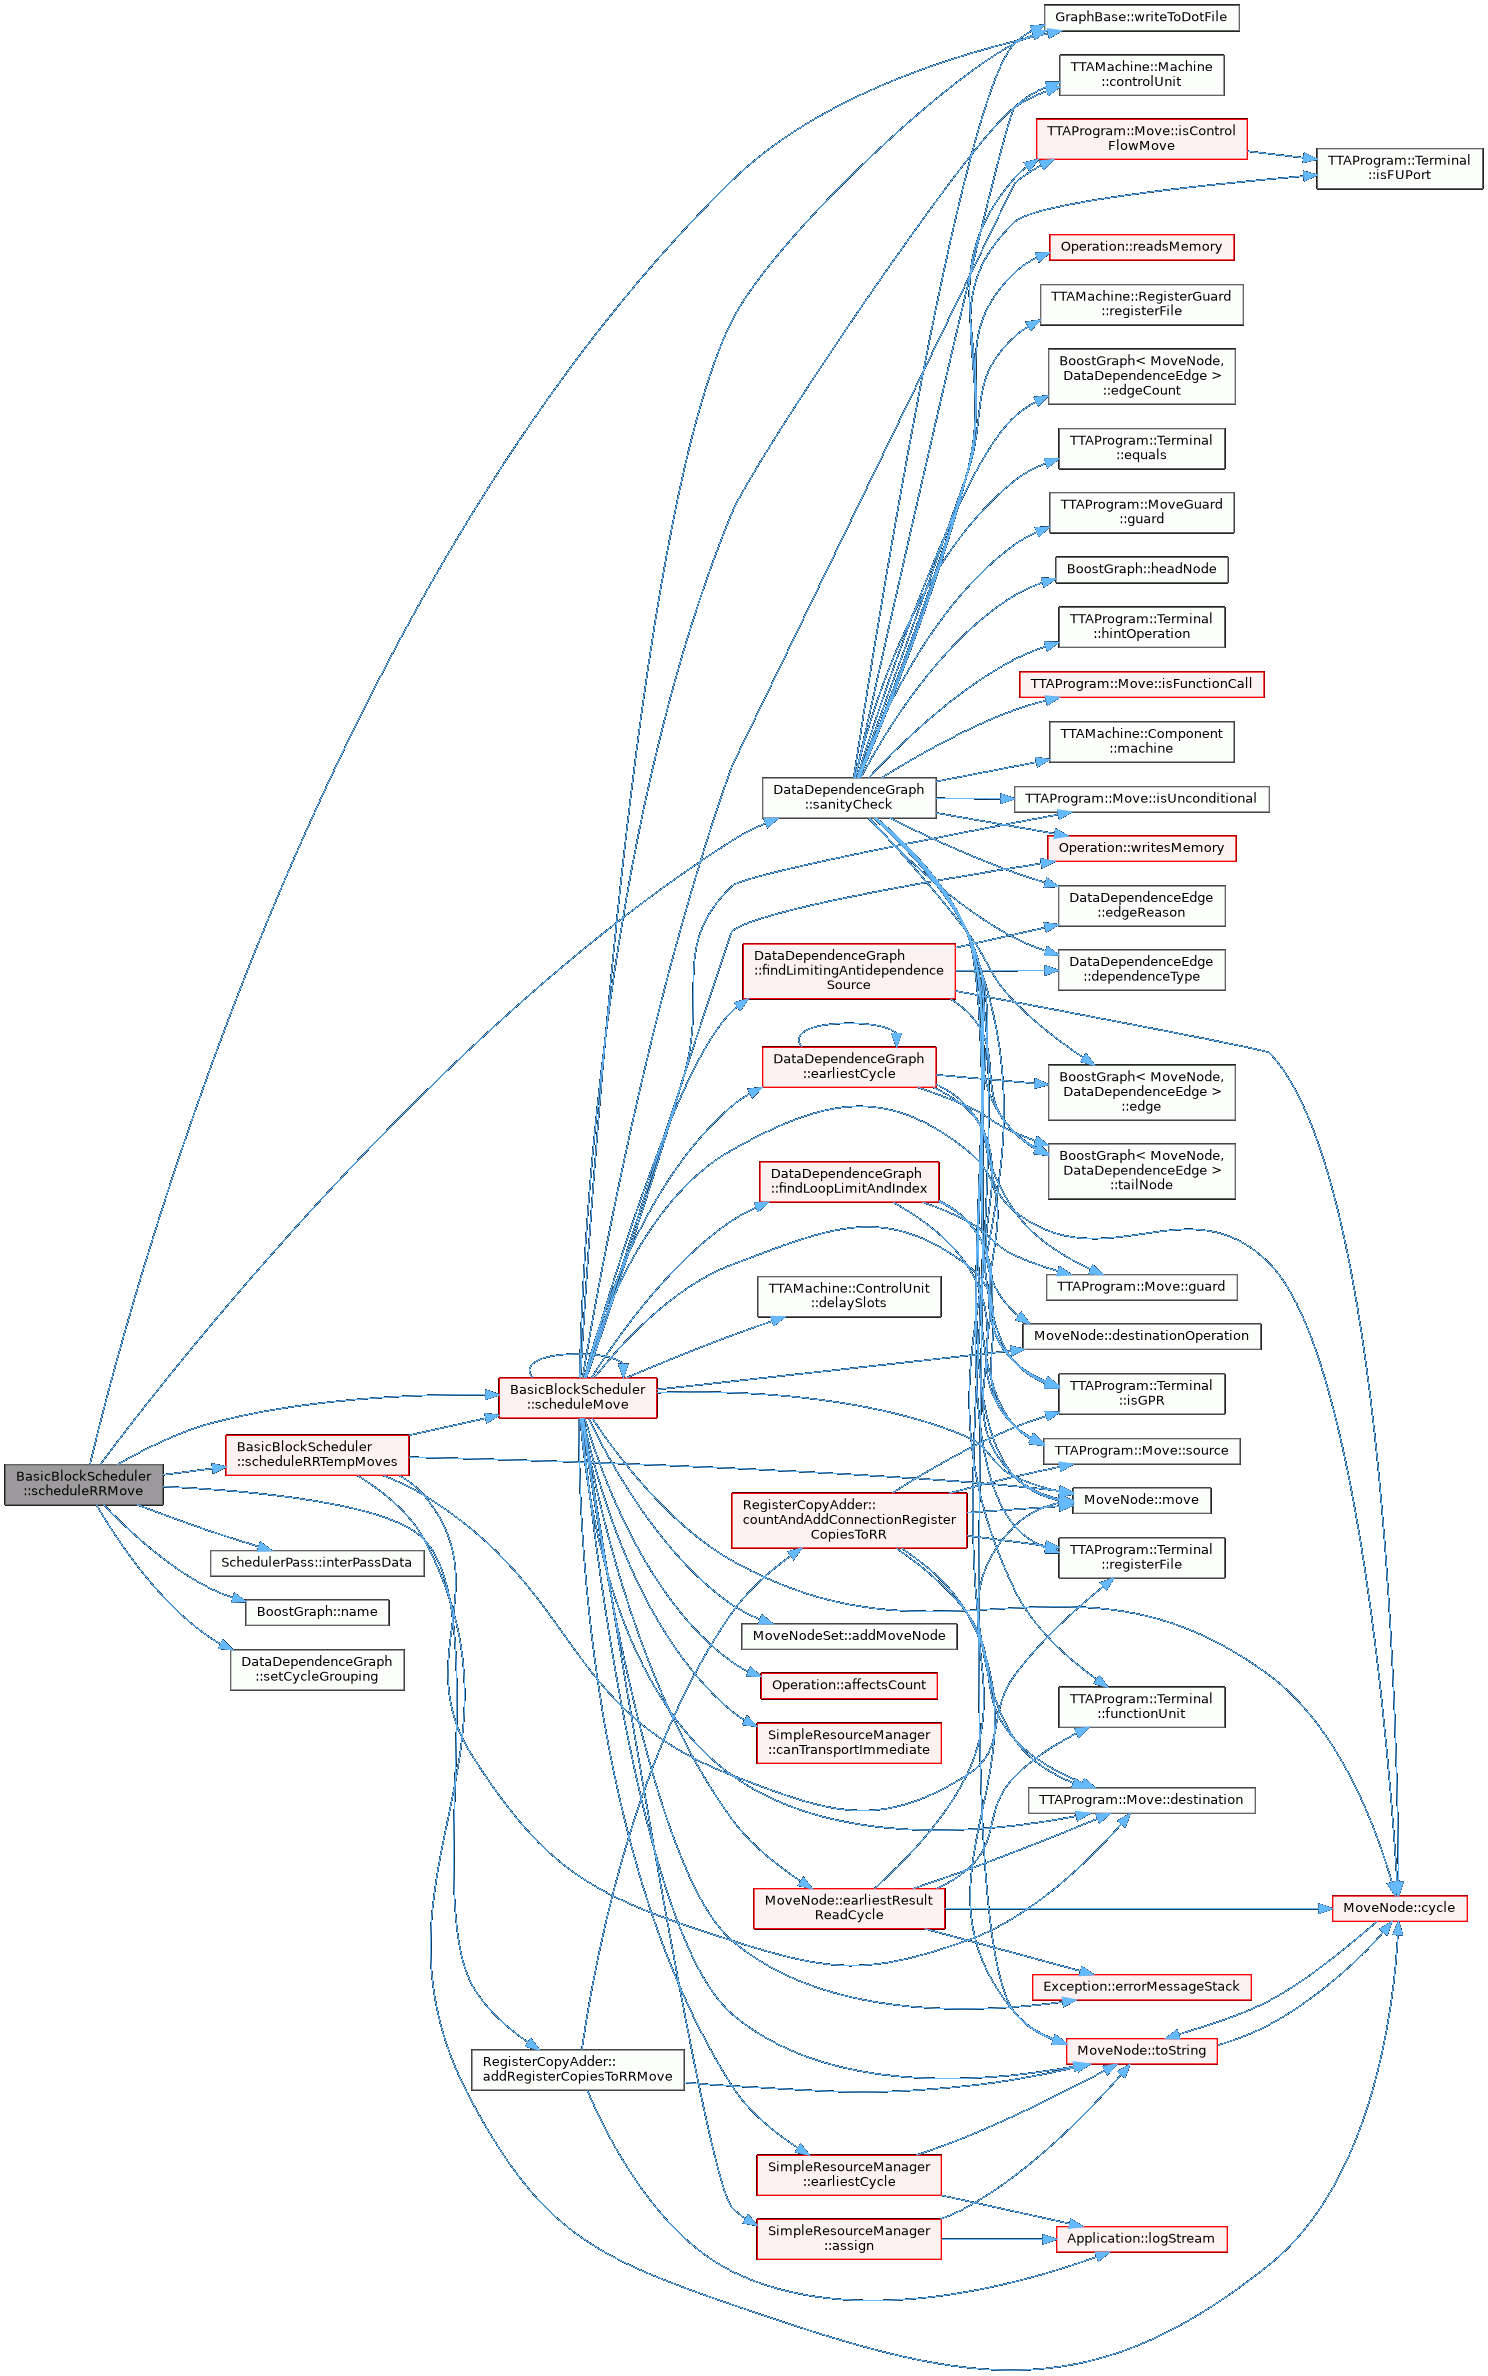 GraphBase::writeToDotFile
TTAMachine::Machine
::controlUnit
TTAProgram::Move::isControl
FlowMove
TTAProgram::Terminal
::isFUPort
Operation::readsMemory
TTAMachine::RegisterGuard
::registerFile
BoostGraph< MoveNode,
DataDependenceEdge >
::edgeCount
TTAProgram::Terminal
::equals
TTAProgram::MoveGuard
::guard
BoostGraph::headNode
TTAProgram::Terminal
::hintOperation
TTAProgram::Move::isFunctionCall
TTAMachine::Component
::machine
DataDependenceGraph
::sanityCheck
TTAProgram::Move::isUnconditional
Operation::writesMemory
DataDependenceEdge
::edgeReason
DataDependenceGraph
::findLimitingAntidependence
Source
DataDependenceEdge
::dependenceType
DataDependenceGraph
::earliestCycle
BoostGraph< MoveNode,
DataDependenceEdge >
::edge
BoostGraph< MoveNode,
DataDependenceEdge >
::tailNode
DataDependenceGraph
::findLoopLimitAndIndex
TTAProgram::Move::guard
TTAMachine::ControlUnit
::delaySlots
MoveNode::destinationOperation
BasicBlockScheduler
::scheduleMove
TTAProgram::Terminal
::isGPR
BasicBlockScheduler
::scheduleRRTempMoves
TTAProgram::Move::source
BasicBlockScheduler
::scheduleRRMove
MoveNode::move
RegisterCopyAdder::
countAndAddConnectionRegister
CopiesToRR
SchedulerPass::interPassData
TTAProgram::Terminal
::registerFile
BoostGraph::name
MoveNodeSet::addMoveNode
DataDependenceGraph
::setCycleGrouping
Operation::affectsCount
TTAProgram::Terminal
::functionUnit
SimpleResourceManager
::canTransportImmediate
TTAProgram::Move::destination
MoveNode::earliestResult
ReadCycle
MoveNode::cycle
Exception::errorMessageStack
MoveNode::toString
RegisterCopyAdder::
addRegisterCopiesToRRMove
SimpleResourceManager
::earliestCycle
SimpleResourceManager
::assign
Application::logStream